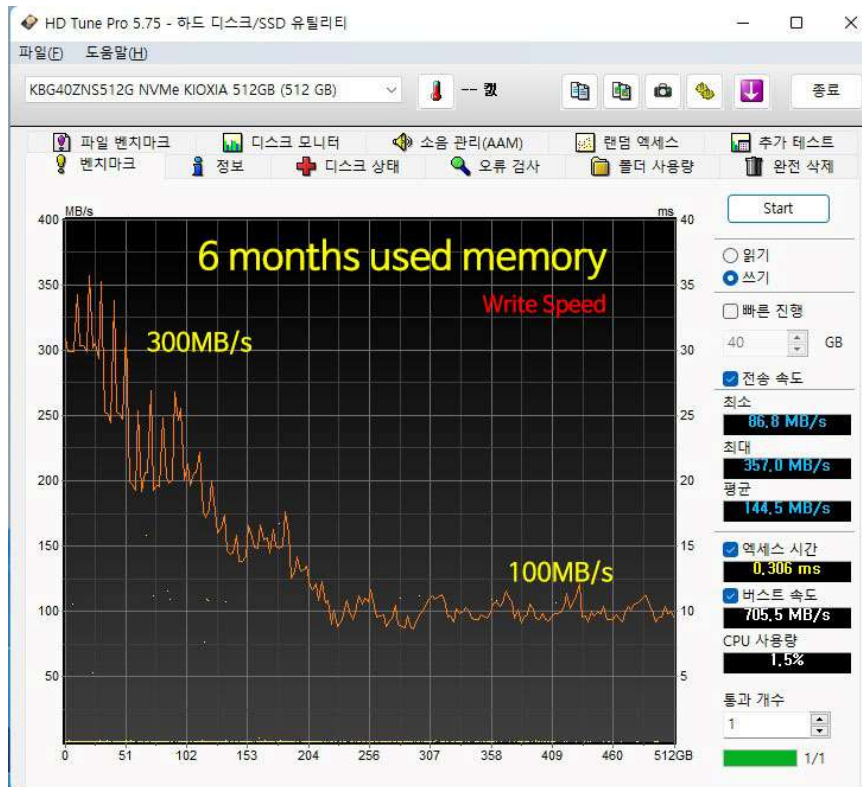 HD Tune Pro 5.75 - 하드 디스크/SSD 유틸리티
파일(F) 도움말(H)
KBG40ZNS512G NVMe KIOXIA 512GB (512 GB)
-- 캆
종료
파일 벤치마크 디스크 모니터 소음 관리(AAM) 랜덤 엑세스 추가 테스트
벤치마크 정보 디스크 상태 오류 검사 폴더 사용량 완전 삭제
Start
읽기
쓰기
빠른 진행
40 GB
전송 속도
최소
86.8 MB/s
최대
357.0 MB/s
평균
144.5 MB/s
엑세스 시간
0.306 ms
버스트 속도
705.5 MB/s
CPU 사용량
1.5%
통과 개수
1
1/1
MB/s ms
400 40
6 months used memory
350 35
Write Speed
300MB/s
300 30
250 25
200 20
150 15
100MB/s
100 10
50 5
0 51 102 153 204 256 307 358 409 460 512GB